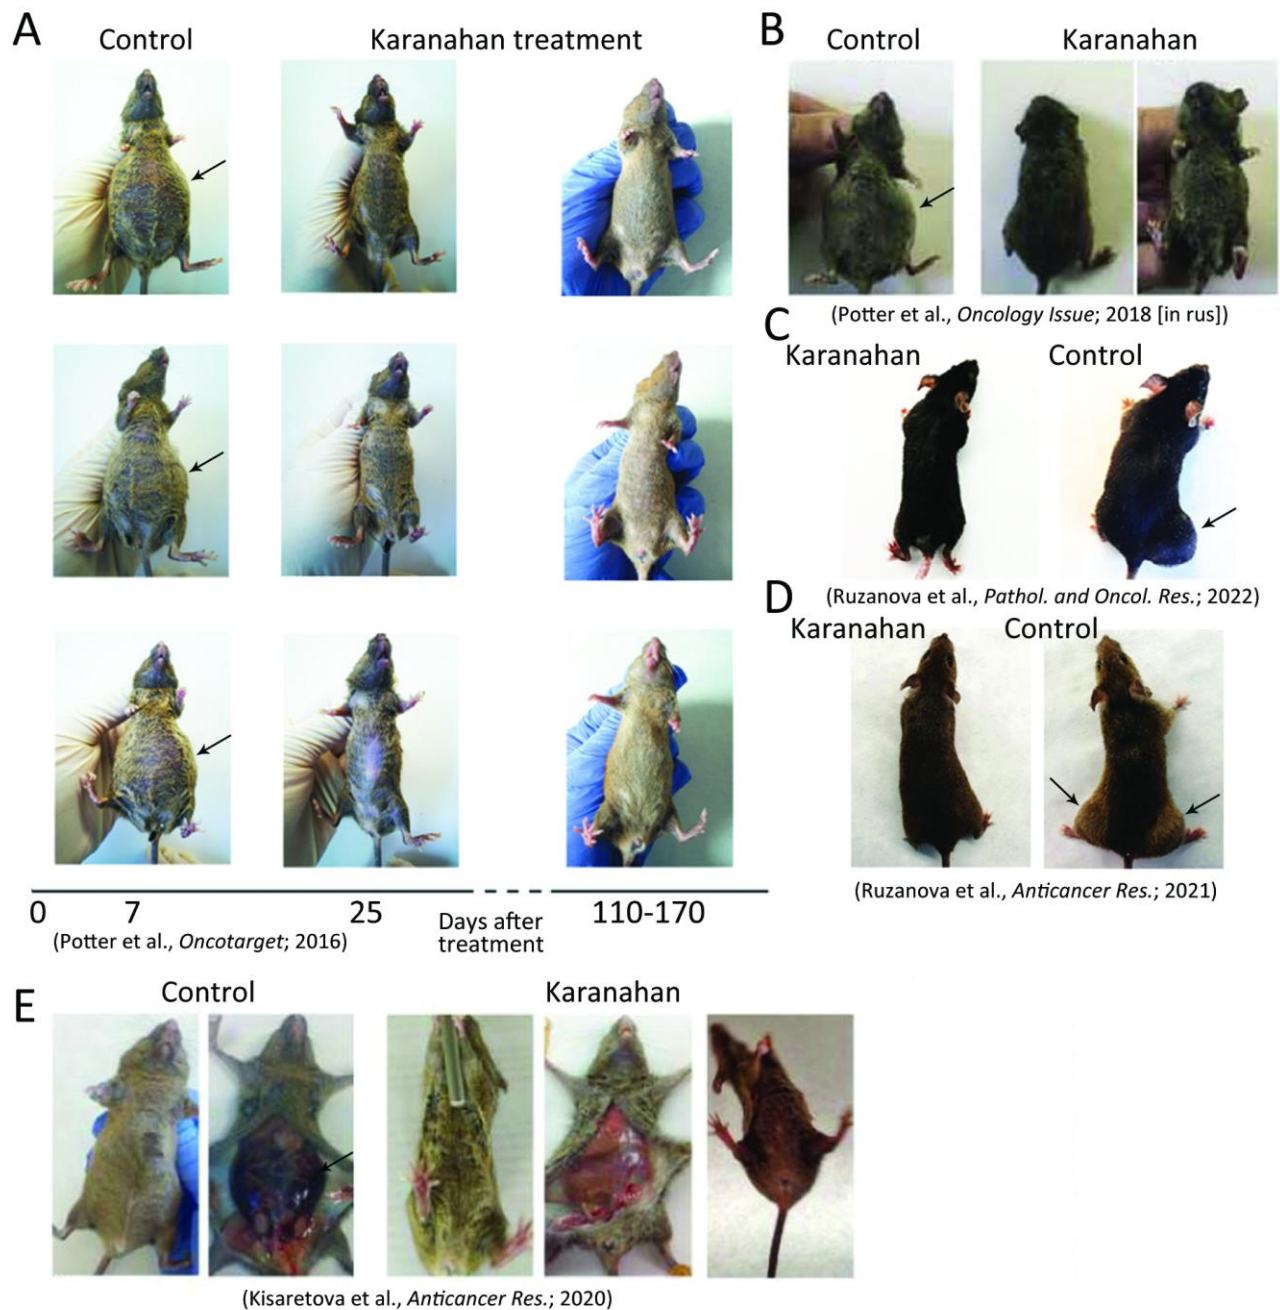 A
Control
Karanahan treatment
0
7
25
Days after
treatment
110-170
(Potter et al., Oncotarget; 2016)
B
Control
Karanahan
(Potter et al., Oncology Issue; 2018 [in rus])
C
Karanahan
Control
(Ruzanova et al., Pathol. and Oncol. Res.; 2022)
D
Karanahan
Control
(Ruzanova et al., Anticancer Res.; 2021)
E
Control
Karanahan
(Kisaretova et al., Anticancer Res.; 2020)